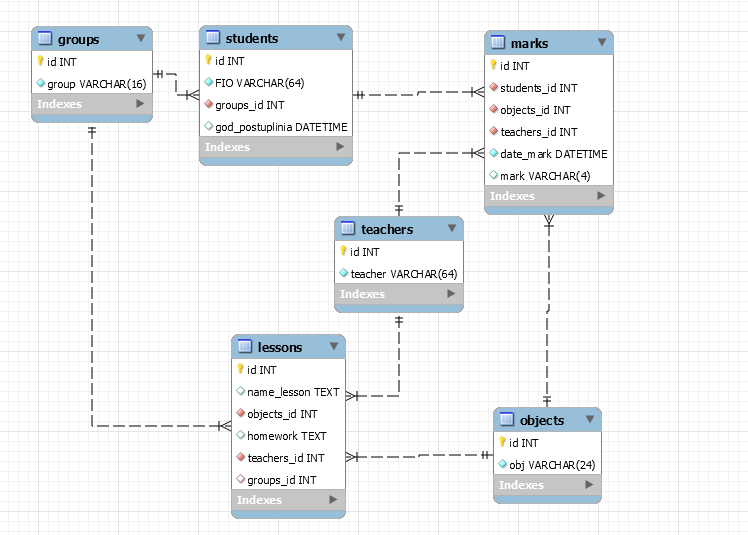 groups
id INT
group VARCHAR(16)
Indexes
students
id INT
FIO VARCHAR(64)
groups_id INT
god_postuplinia DATETIME
Indexes
marks
id INT
students_id INT
objects_id INT
teachers_id INT
date_mark DATETIME
mark VARCHAR(4)
Indexes
teachers
id INT
teacher VARCHAR(64)
Indexes
lessons
id INT
name_lesson TEXT
objects_id INT
homework TEXT
teachers_id INT
groups_id INT
Indexes
objects
id INT
obj VARCHAR(24)
Indexes